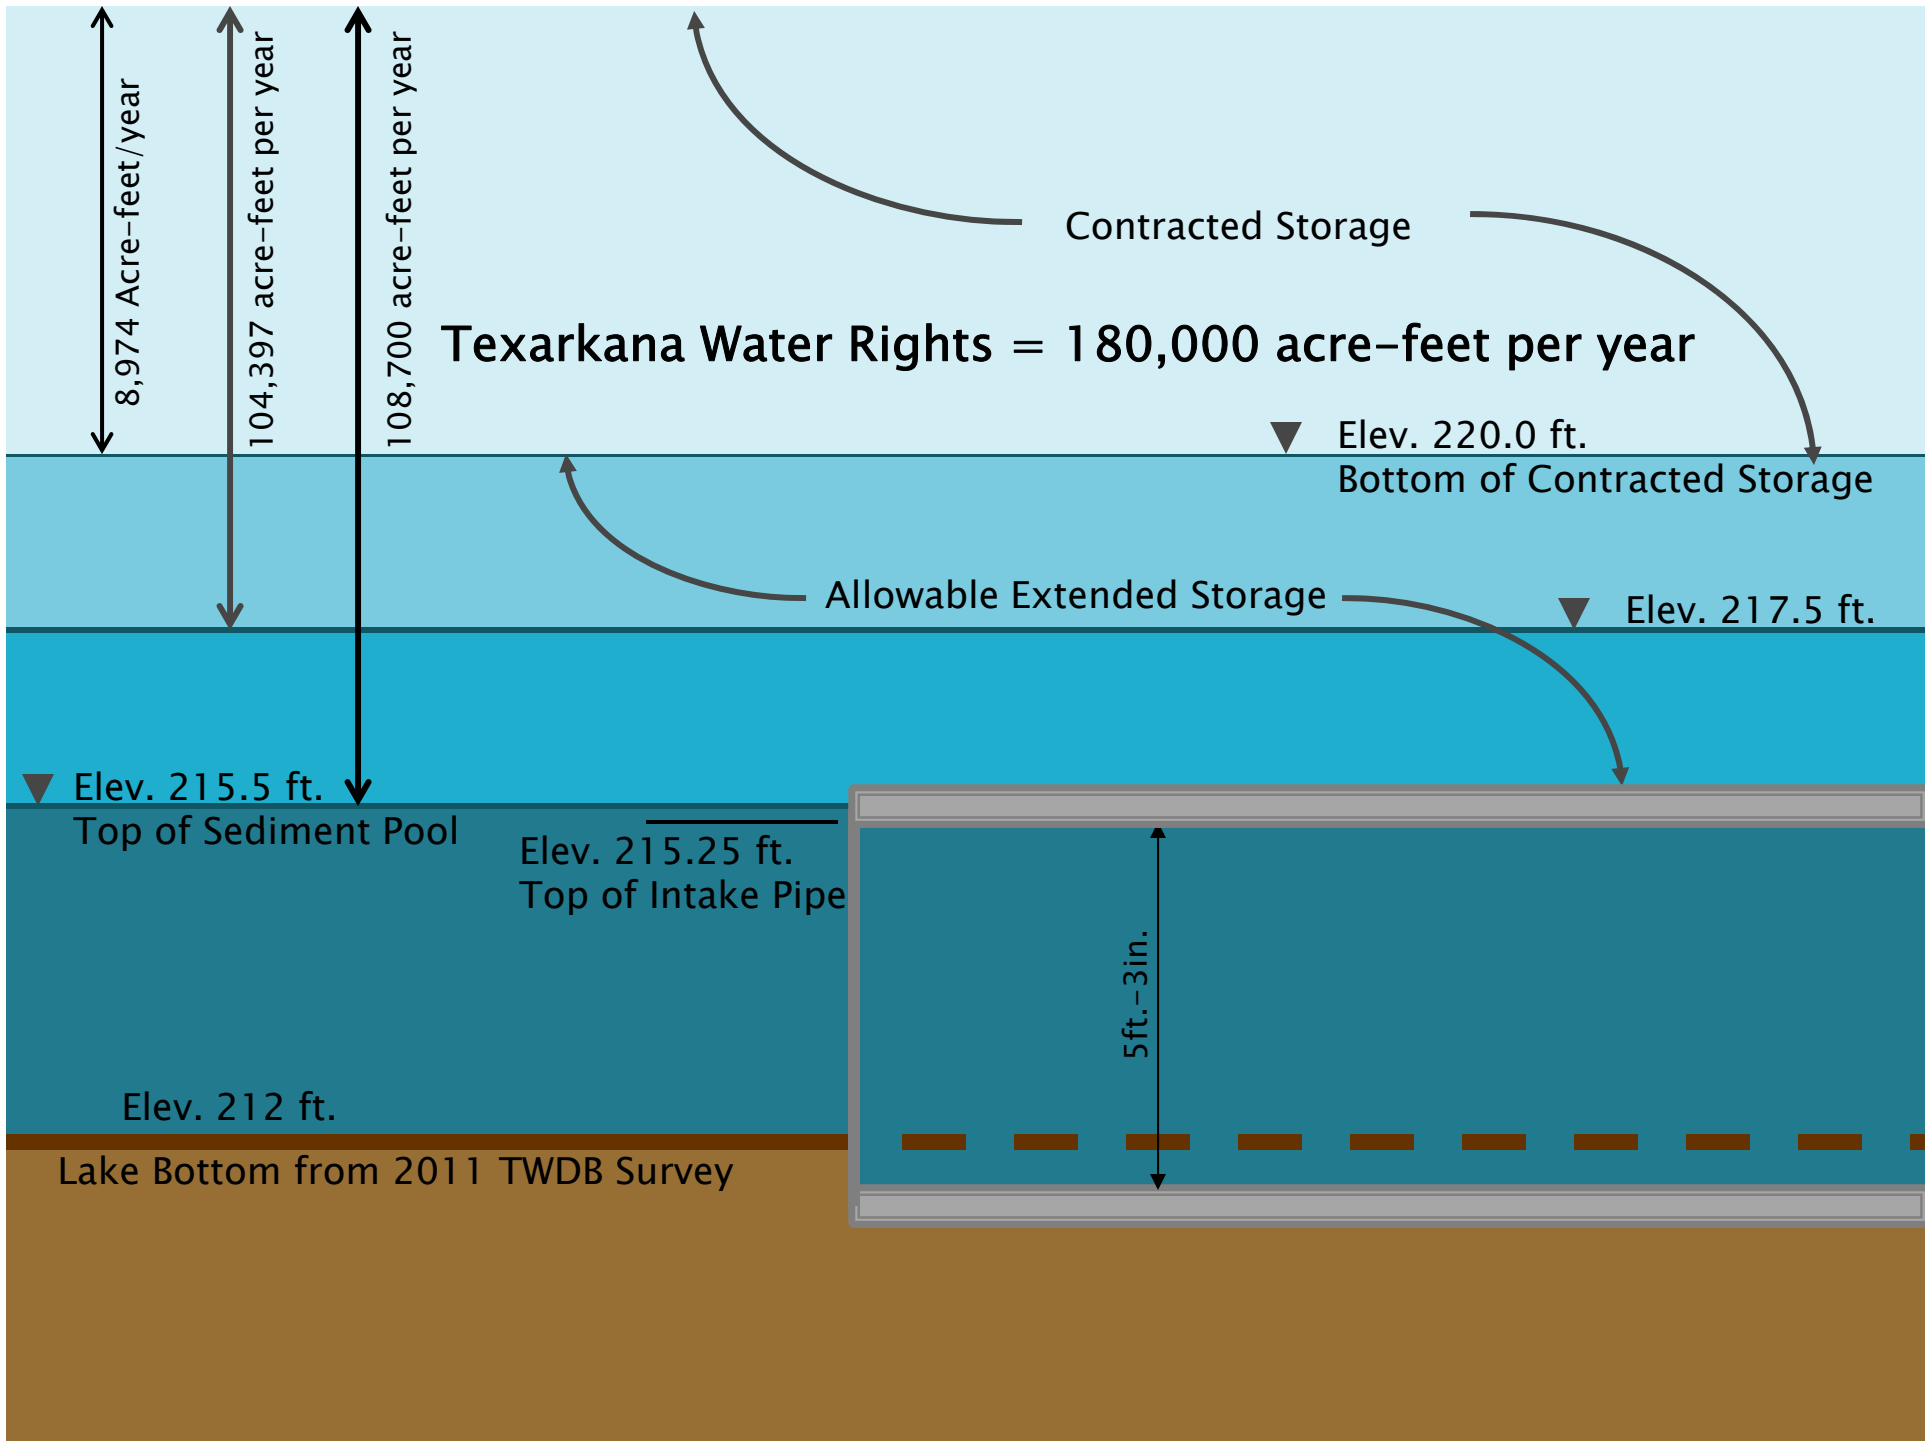 8,974 Acre-feet/year
104,397 acre-feet per year
108,700 acre-feet per year
Contracted Storage
Texarkana Water Rights = 180,000 acre-feet per year
Elev. 220.0 ft.
Bottom of Contracted Storage
Allowable Extended Storage
Elev. 217.5 ft.
Elev. 215.5 ft.
Top of Sediment Pool
Elev. 215.25 ft.
Top of Intake Pipe
5ft.-3in.
Elev. 212 ft.
Lake Bottom from 2011 TWDB Survey